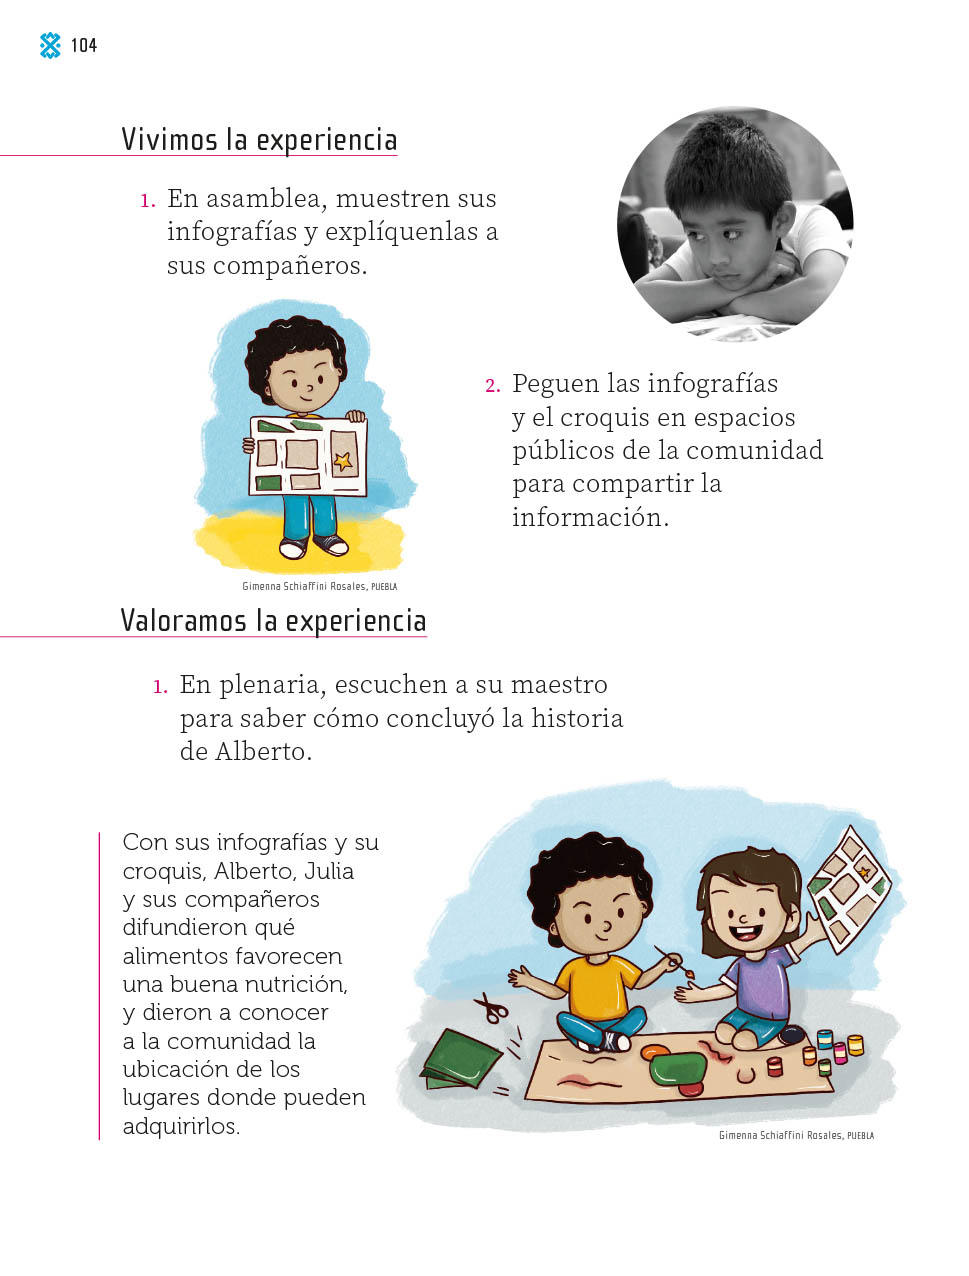 104
Vivimos la experiencia
1. En asamblea, muestren sus
infografías y explíquenlas a
sus compañeros.
2. Peguen las infografías
y el croquis en espacios
públicos de la comunidad
para compartir la
información.
Gimenna Schiaffini Rosales, PUEBLA
Valoramos la experiencia
1. En plenaria, escuchen a su maestro
para saber cómo concluyó la historia
de Alberto.
Con sus infografías y su
croquis, Alberto, Julia
y sus compañeros
difundieron qué
alimentos favorecen
una buena nutrición,
y dieron a conocer
a la comunidad la
ubicación de los
lugares donde pueden
adquirirlos.
Gimenna Schiaffini Rosales, PUEBLA